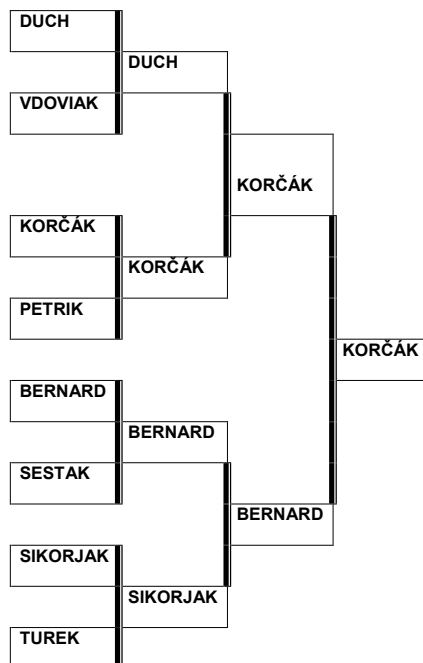 DUCH
DUCH
VDOVIAK
KORČÁK
KORČÁK
KORČÁK
PETRIK
KORČÁK
BERNARD
BERNARD
SESTAK
BERNARD
SIKORJAK
SIKORJAK
TUREK